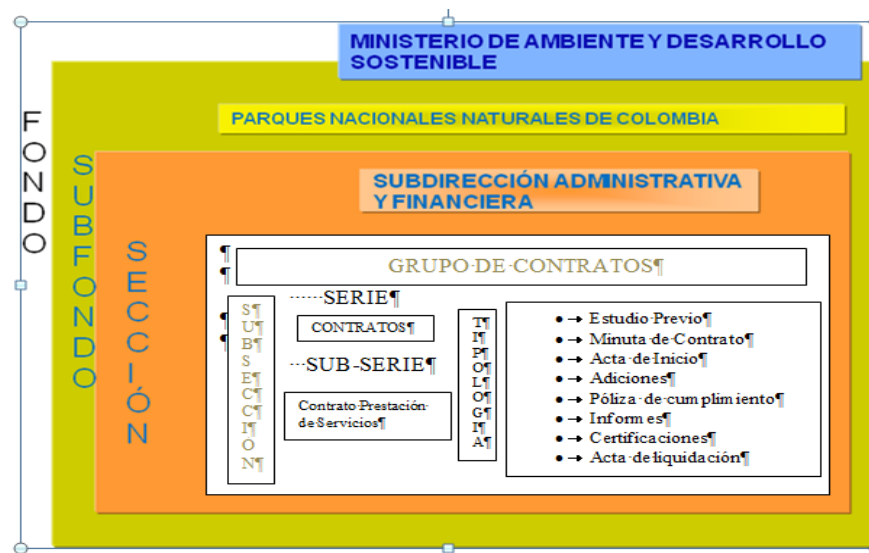 MINISTERIO DE AMBIENTE Y DESARROLLO
SOSTENIBLE
FONDO
PARQUES NACIONALES NATURALES DE COLOMBIA
SUBFONDO
SUBDIRECCIÓN ADMINISTRATIVA
Y FINANCIERA
SECCIÓN
¶
¶
GRUPO·DE·CONTRATOS¶
¶
¶
S¶
U¶
B¶
S
E¶
C¶
C¶
I¶
Ó
N¶
······SERIE¶
CONTRATOS¶
···SUB-SERIE¶
Contrato·Prestación·
de·Servicios¶
T¶
I¶
P¶
O
L
O
G¶
I¶
A
●→Estudio·Previo¶
●→Minuta·de·Contrato¶
●→Acta·de·Inicio¶
●→Adiciones¶
●→Póliza·de·cumplimiento¶
●→Informes¶
●→Certificaciones¶
●→Acta·de·liquidación¶